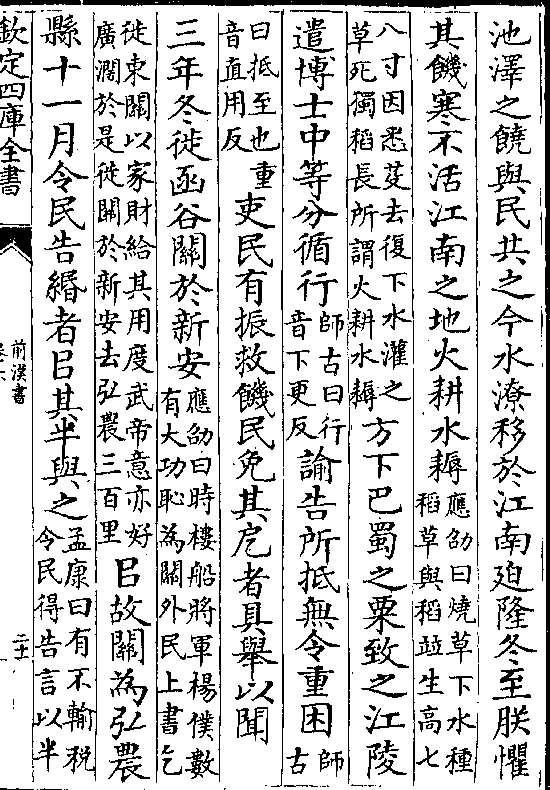 池澤之饒與民共之今水潦移於江南迫隆冬至朕懼
其饑寒不活江南之地火耕水耨應劭曰燒草下水種稻草與稻並生高七
八寸因悉芟去復下水灌之草死獨稻長所謂火耕水耨方下巴蜀之粟致之江陵
遣博士中等分循行師古曰行音下更反諭告所抵無令重困師古
曰抵至也重音直用反吏民有振救饑民免其戹者具舉以聞
三年冬徙函谷關於新安應劭曰時樓船將軍楊僕數有大功恥為關外民上書乞
徙東關以家財給其用度武帝意亦好廣濶於是徙關於新安去弘農三百里㠯故關為弘農
縣十一月令民告緡者㠯其半與之孟康曰有不輸税令民得告言以半
欽定四庫全書
前漢書
卷六
二十